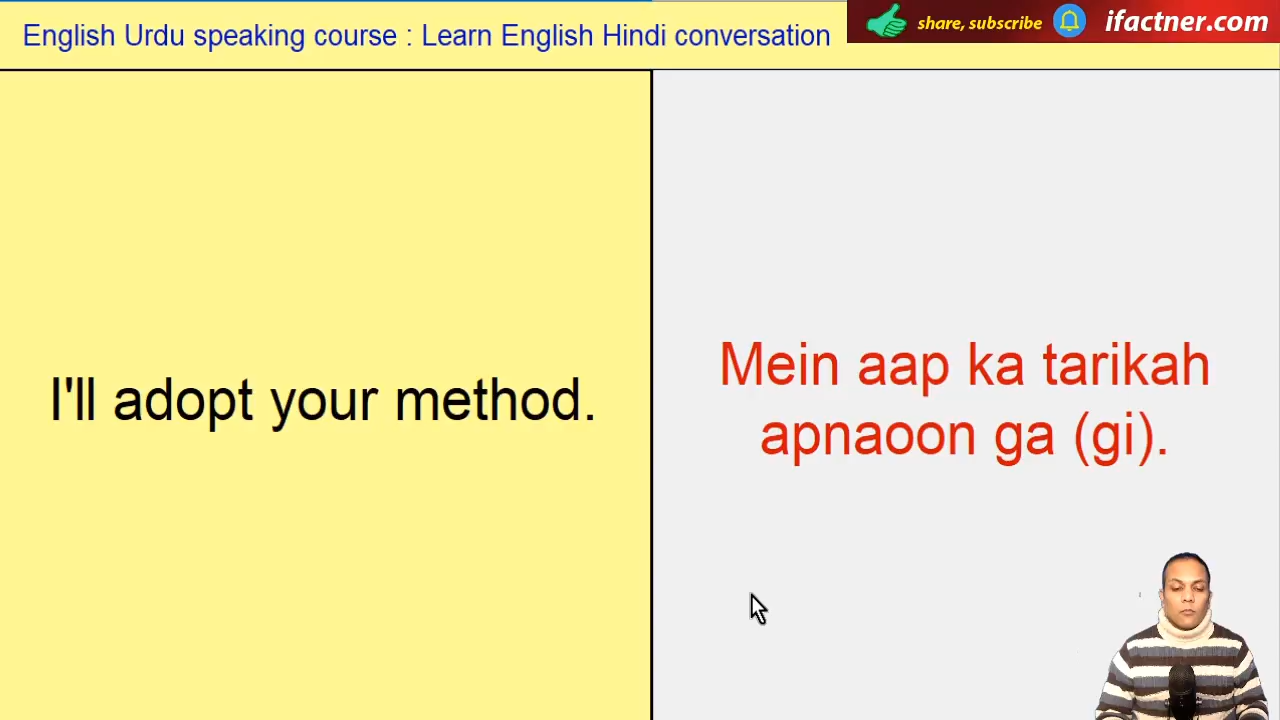 English Urdu speaking course : Learn English Hindi conversation
share, subscribe
ifactner.com
I'll adopt your method.
Mein aap ka tarikah
apnaoon ga (gi).